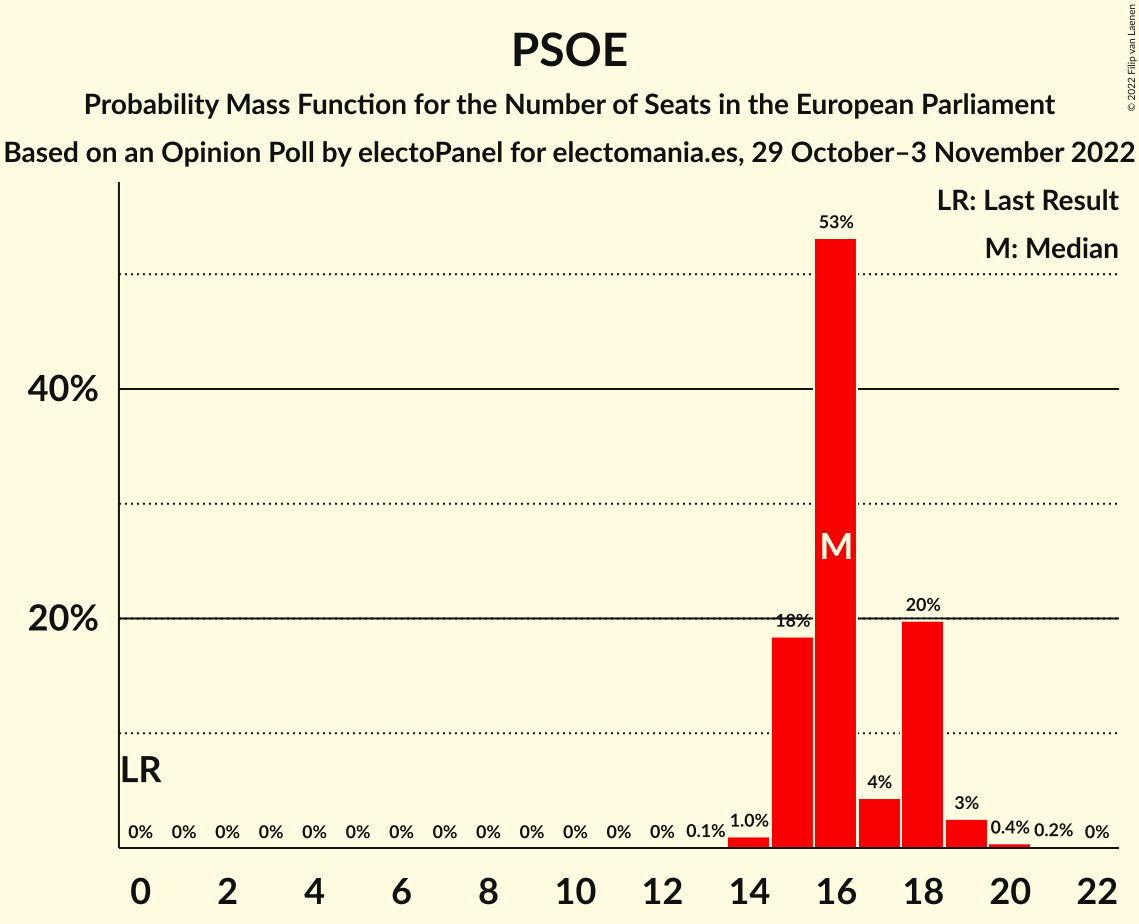 PSOE
Probability Mass Function for the Number of Seats in the European Parliament
Based on an Opinion Poll by electoPanel for electomania.es, 29 October–3 November 2022
© 2022 Filip van Laenen
LR: Last Result
M: Median
53%
40%
M
20%
20%
18%
LR
4%
3%
0% 0% 0% 0% 0% 0% 0% 0% 0% 0% 0% 0% 0% 0.1% 1.0% 0.4% 0.2% 0%
0 2 4 6 8 10 12 14 16 18 20 22